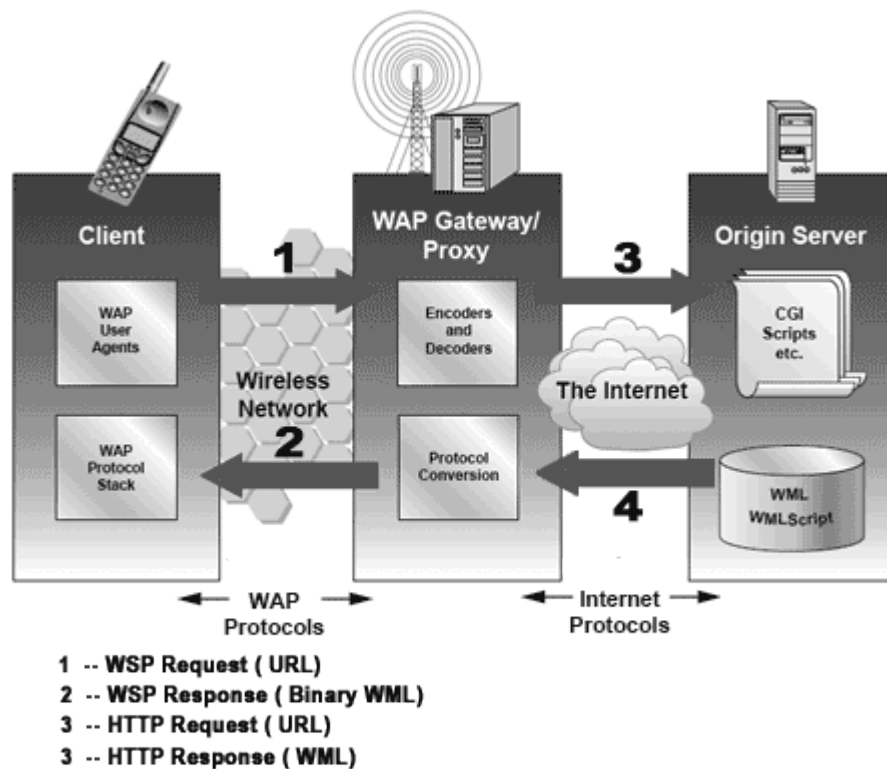 Client
WAP
User
Agents
WAP
Protocol
Stack
1
Wireless
Network
2
WAP Gateway/
Proxy
Encoders
and
Decoders
Protocol
Conversion
3
The Internet
4
Origin Server
CGI
Scripts
etc.
WML
WMLScript
WAP
Protocols
Internet
Protocols
1 -- WSP Request ( URL)
2 -- WSP Response ( Binary WML)
3 -- HTTP Request ( URL)
3 -- HTTP Response ( WML)